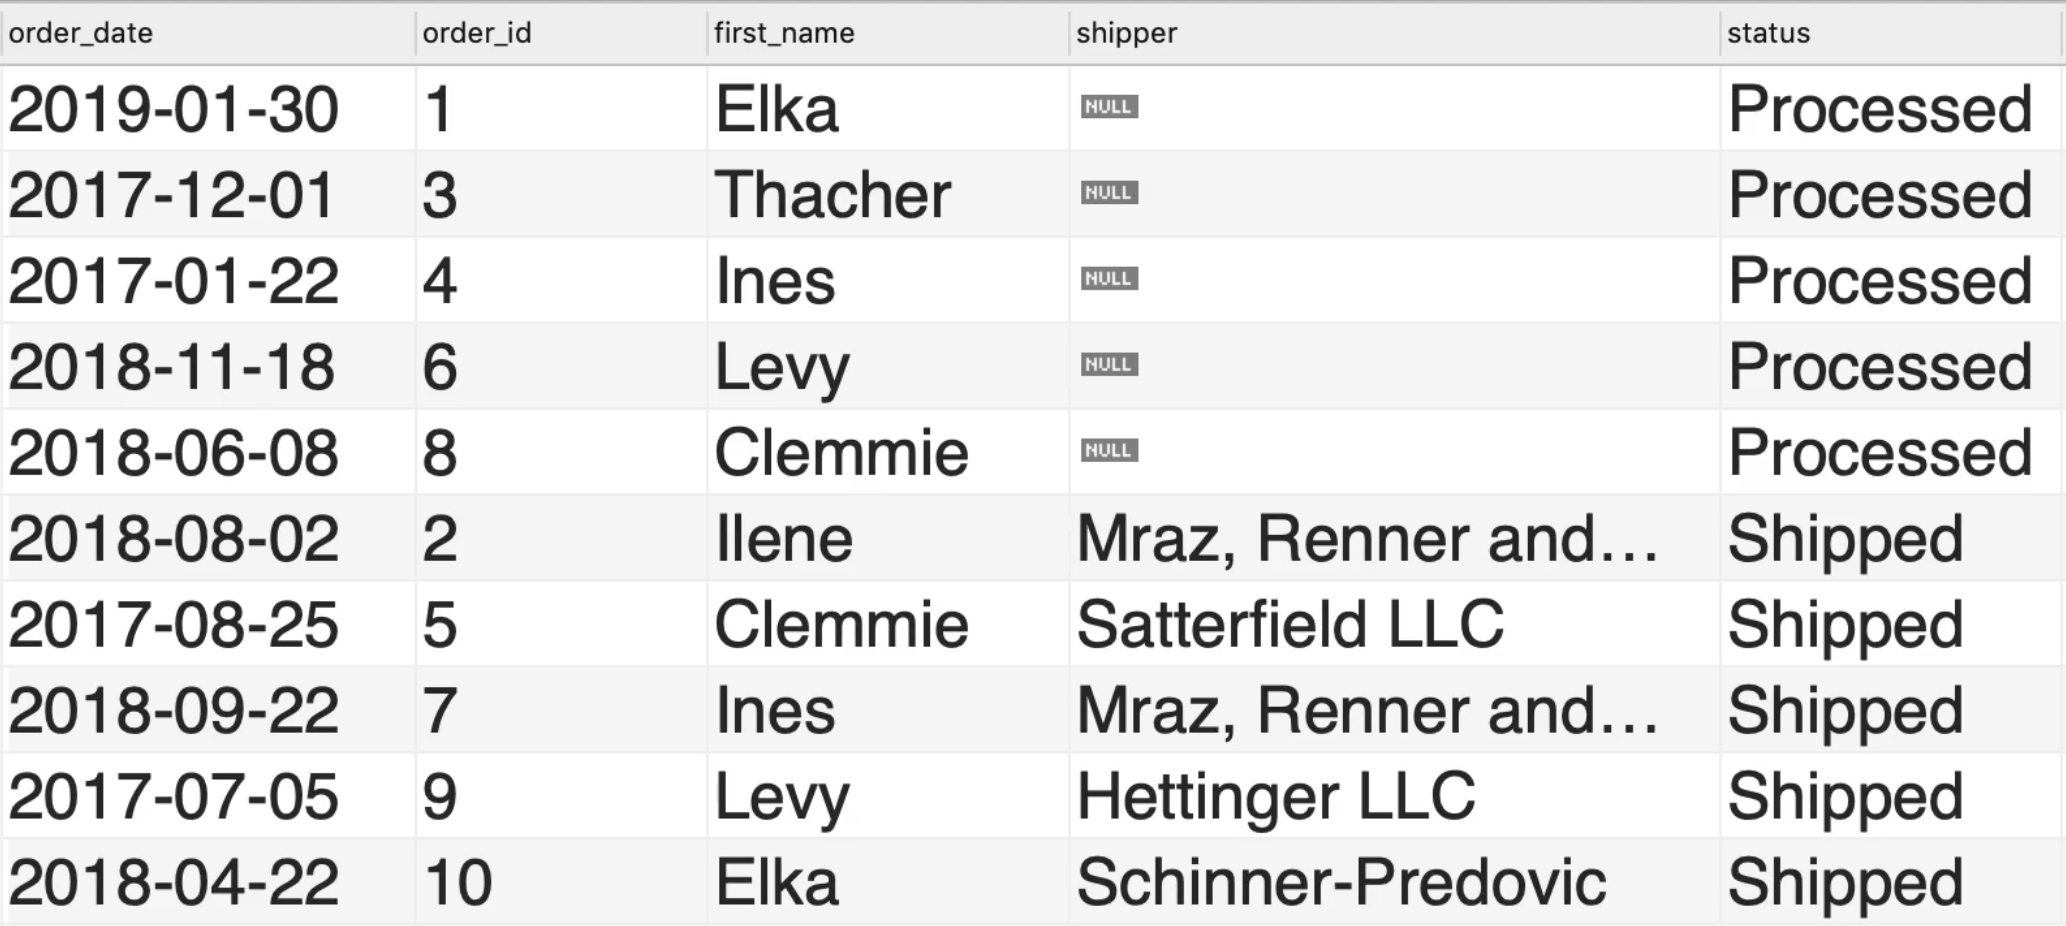 order_date order_id first_name shipper status
2019-01-30 1 Elka NULL Processed
2017-12-01 3 Thacher NULL Processed
2017-01-22 4 Ines NULL Processed
2018-11-18 6 Levy NULL Processed
2018-06-08 8 Clemmie NULL Processed
2018-08-02 2 Ilene Mraz, Renner and... Shipped
2017-08-25 5 Clemmie Satterfield LLC Shipped
2018-09-22 7 Ines Mraz, Renner and... Shipped
2017-07-05 9 Levy Hettinger LLC Shipped
2018-04-22 10 Elka Schinner-Predovic Shipped